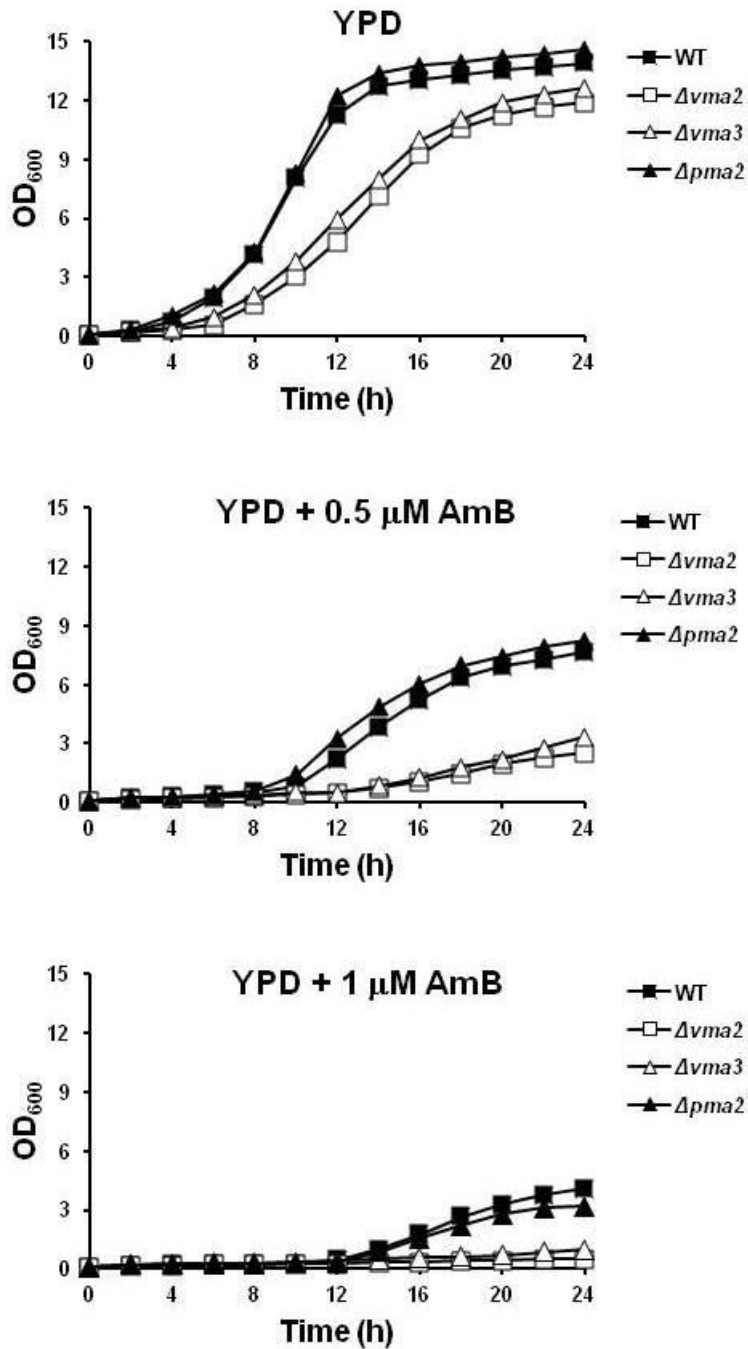 YPD
15
12
9
6
3
0
OD600
0 4 8 12 16 20 24
Time (h)
WT
Δvma2
Δvma3
Δpma2
YPD + 0.5 μM AmB
15
12
9
6
3
0
OD600
0 4 8 12 16 20 24
Time (h)
WT
Δvma2
Δvma3
Δpma2
YPD + 1 μM AmB
15
12
9
6
3
0
OD600
0 4 8 12 16 20 24
Time (h)
WT
Δvma2
Δvma3
Δpma2